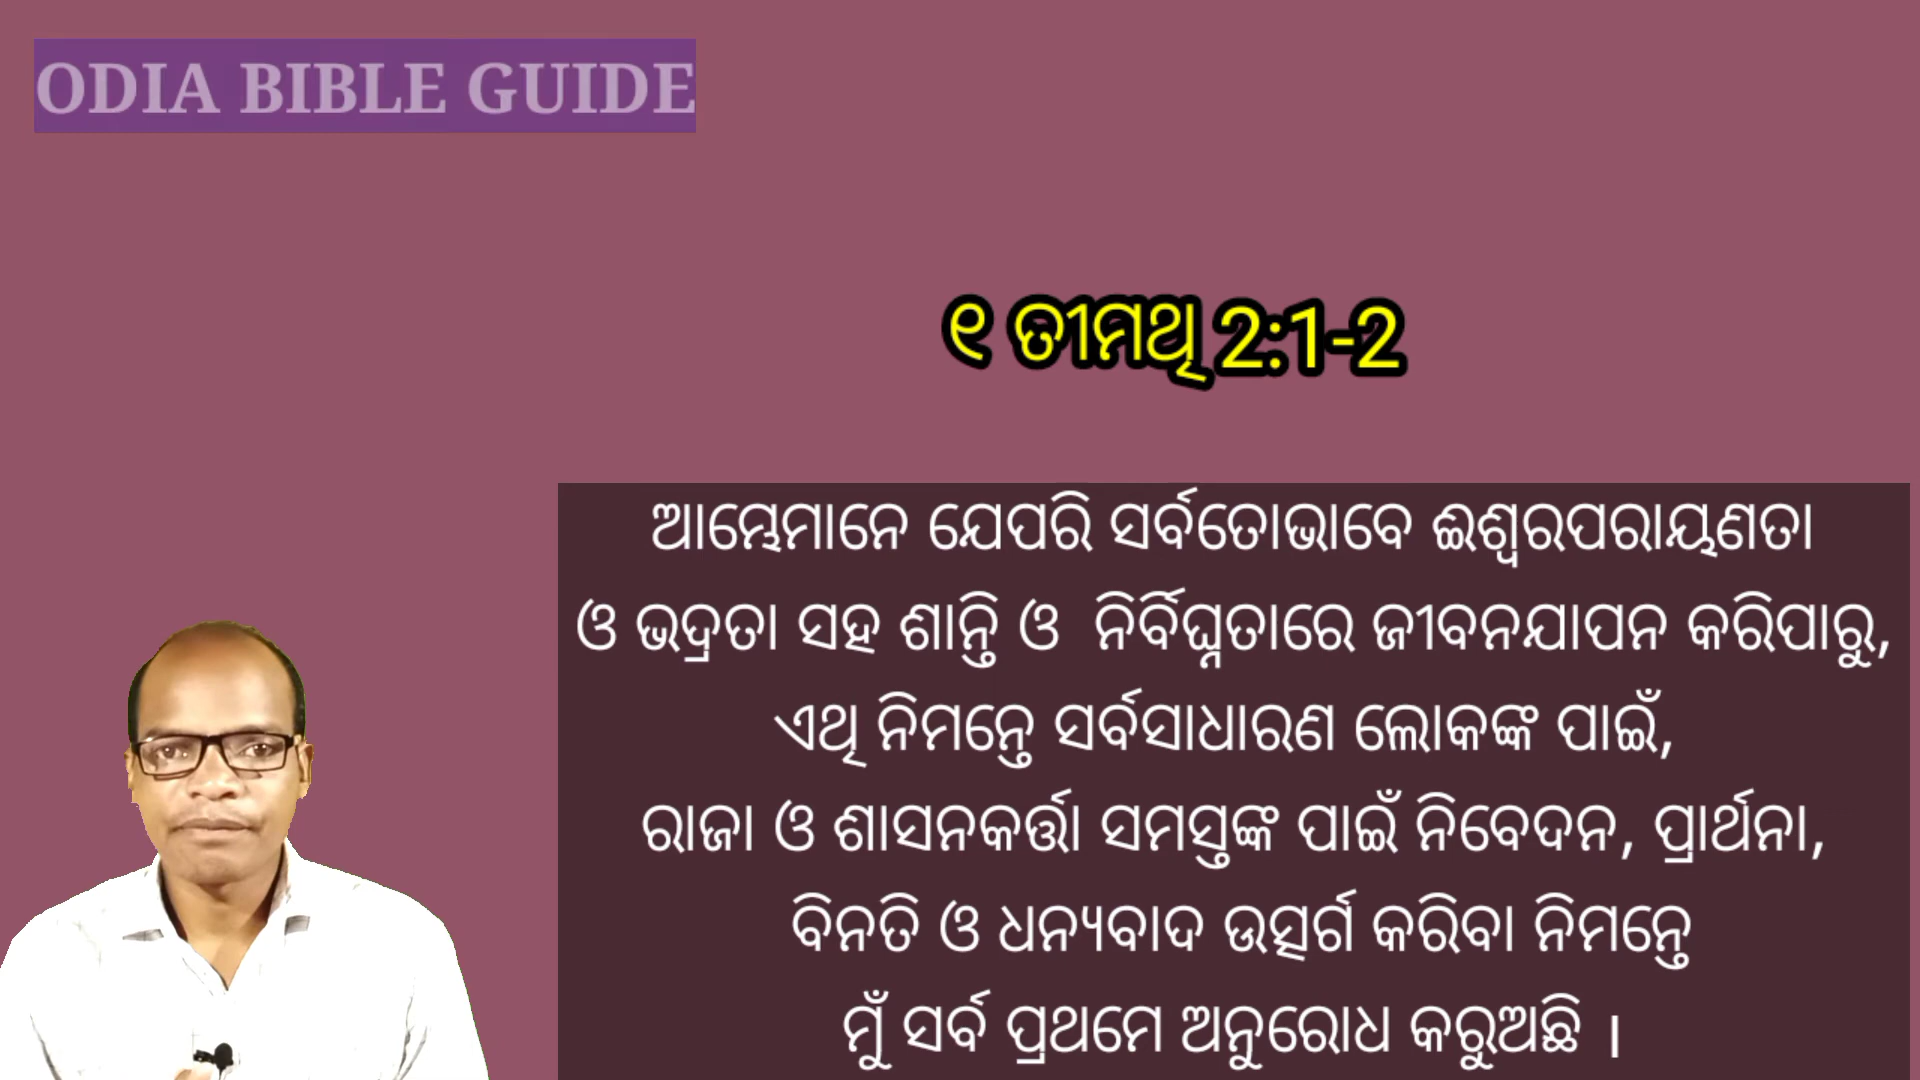 ODIA BIBLE GUIDE
୧ ତୀମଥି 2:1-2
ଆମ୍ଭେମାନେ ଯେପରି ସର୍ବତୋଭାବେ ଈଶ୍ୱରପରାୟଣତା
ଓ ଭଦ୍ରତା ସହ ଶାନ୍ତି ଓ  ନିର୍ବିଘ୍ନତାରେ ଜୀବନଯାପନ କରିପାରୁ,
ଏଥି ନିମନ୍ତେ ସର୍ବସାଧାରଣ ଲୋକଙ୍କ ପାଇଁ,
ରାଜା ଓ ଶାସନକର୍ତ୍ତା ସମସ୍ତଙ୍କ ପାଇଁ ନିବେଦନ, ପ୍ରାର୍ଥନା,
ବିନତି ଓ ଧନ୍ୟବାଦ ଉତ୍ସର୍ଗ କରିବା ନିମନ୍ତେ
ମୁଁ ସର୍ବ ପ୍ରଥମେ ଅନୁରୋଧ କରୁଅଛି ।